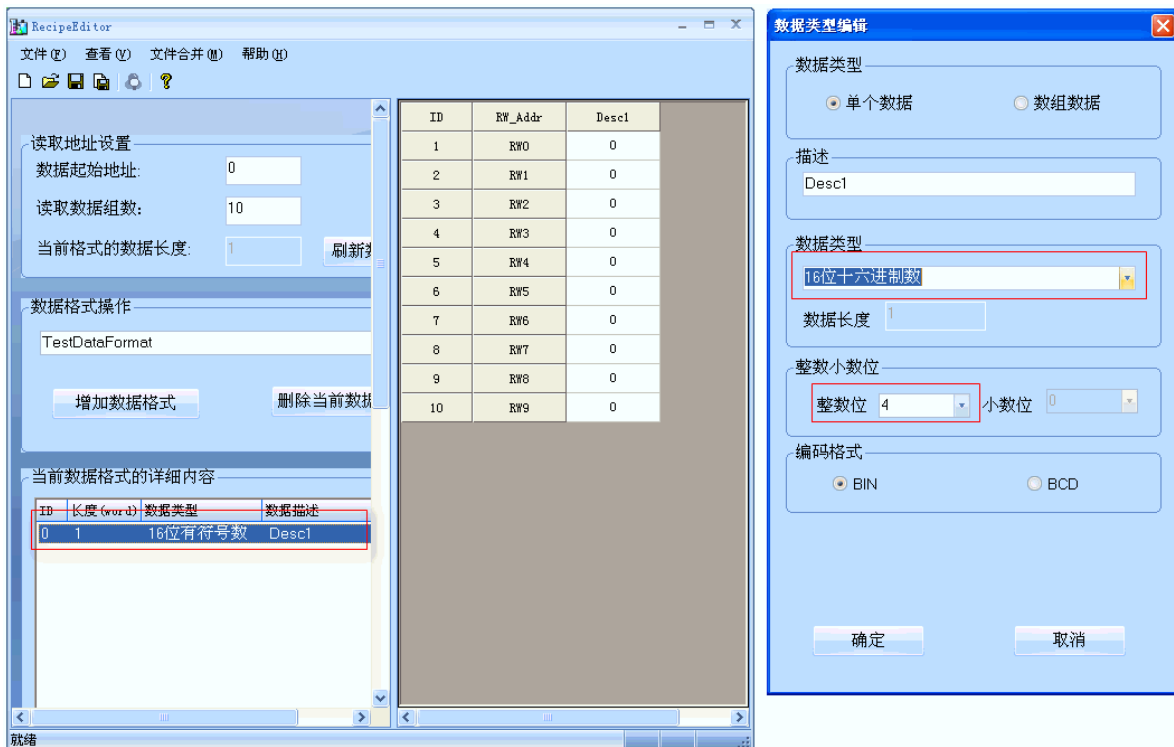 RecipeEditor
文件(F) 查看(V) 文件合并(M) 帮助(H)
读取地址设置
数据起始地址: 0
读取数据组数: 10
当前格式的数据长度: 1 刷新数
数据格式操作
TestDataFormat
增加数据格式 删除当前数据
当前数据格式的详细内容
ID 长度(word) 数据类型 数据描述
0 1 16位有符号数 Desc1
就绪
ID RW_Addr Desc1
1 RW0 0
2 RW1 0
3 RW2 0
4 RW3 0
5 RW4 0
6 RW5 0
7 RW6 0
8 RW7 0
9 RW8 0
10 RW9 0
数据类型编辑
数据类型
单个数据 数组数据
描述
Desc1
数据类型
16位十六进制数
数据长度 1
整数小数位
整数位 4 小数位 0
编码格式
BIN BCD
确定 取消